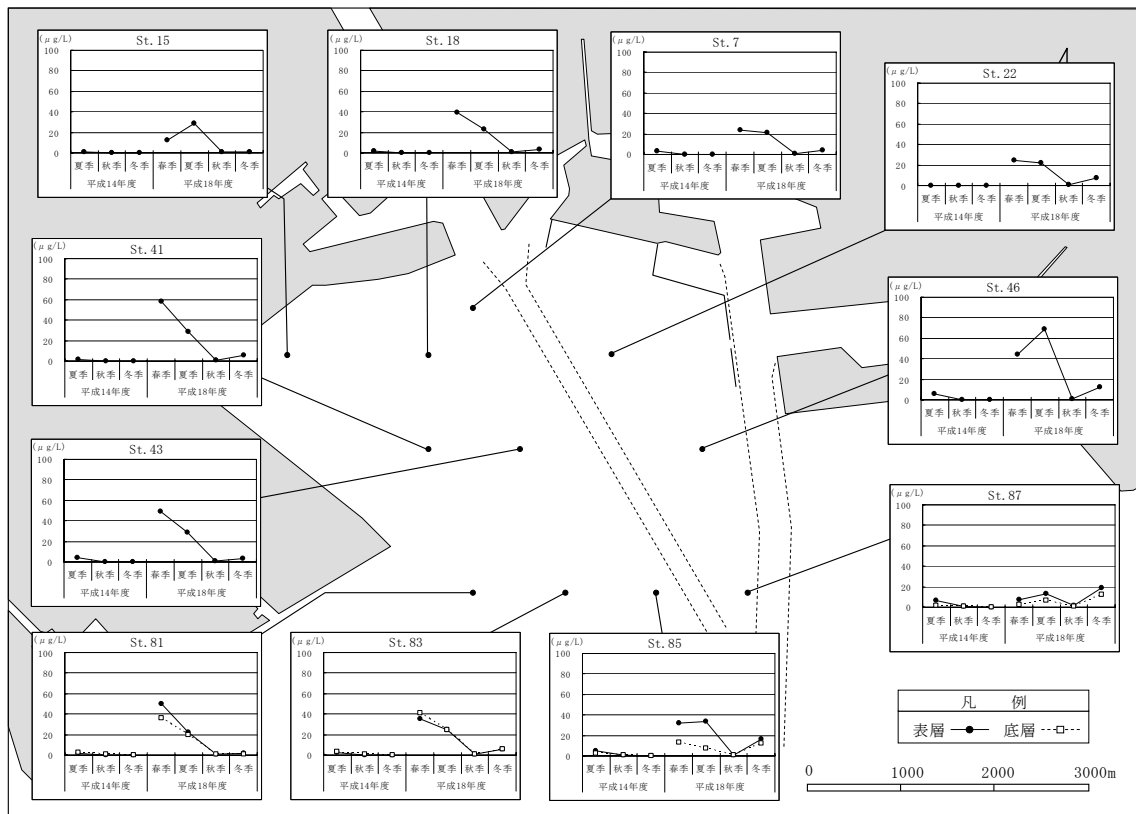 (μg/L)
St.15
100
80
60
40
20
0
夏季 秋季 冬季 春季 夏季 秋季 冬季
平成14年度 平成18年度
(μg/L)
St.18
100
80
60
40
20
0
夏季 秋季 冬季 春季 夏季 秋季 冬季
平成14年度 平成18年度
(μg/L)
St.7
100
80
60
40
20
0
夏季 秋季 冬季 春季 夏季 秋季 冬季
平成14年度 平成18年度
(μg/L)
St.22
100
80
60
40
20
0
夏季 秋季 冬季 春季 夏季 秋季 冬季
平成14年度 平成18年度
(μg/L)
St.41
100
80
60
40
20
0
夏季 秋季 冬季 春季 夏季 秋季 冬季
平成14年度 平成18年度
(μg/L)
St.46
100
80
60
40
20
0
夏季 秋季 冬季 春季 夏季 秋季 冬季
平成14年度 平成18年度
(μg/L)
St.43
100
80
60
40
20
0
夏季 秋季 冬季 春季 夏季 秋季 冬季
平成14年度 平成18年度
(μg/L)
St.87
100
80
60
40
20
0
夏季 秋季 冬季 春季 夏季 秋季 冬季
平成14年度 平成18年度
(μg/L)
St.81
100
80
60
40
20
0
夏季 秋季 冬季 春季 夏季 秋季 冬季
平成14年度 平成18年度
(μg/L)
St.83
100
80
60
40
20
0
夏季 秋季 冬季 春季 夏季 秋季 冬季
平成14年度 平成18年度
(μg/L)
St.85
100
80
60
40
20
0
夏季 秋季 冬季 春季 夏季 秋季 冬季
平成14年度 平成18年度
凡 例
表層 底層
0 1000 2000 3000m